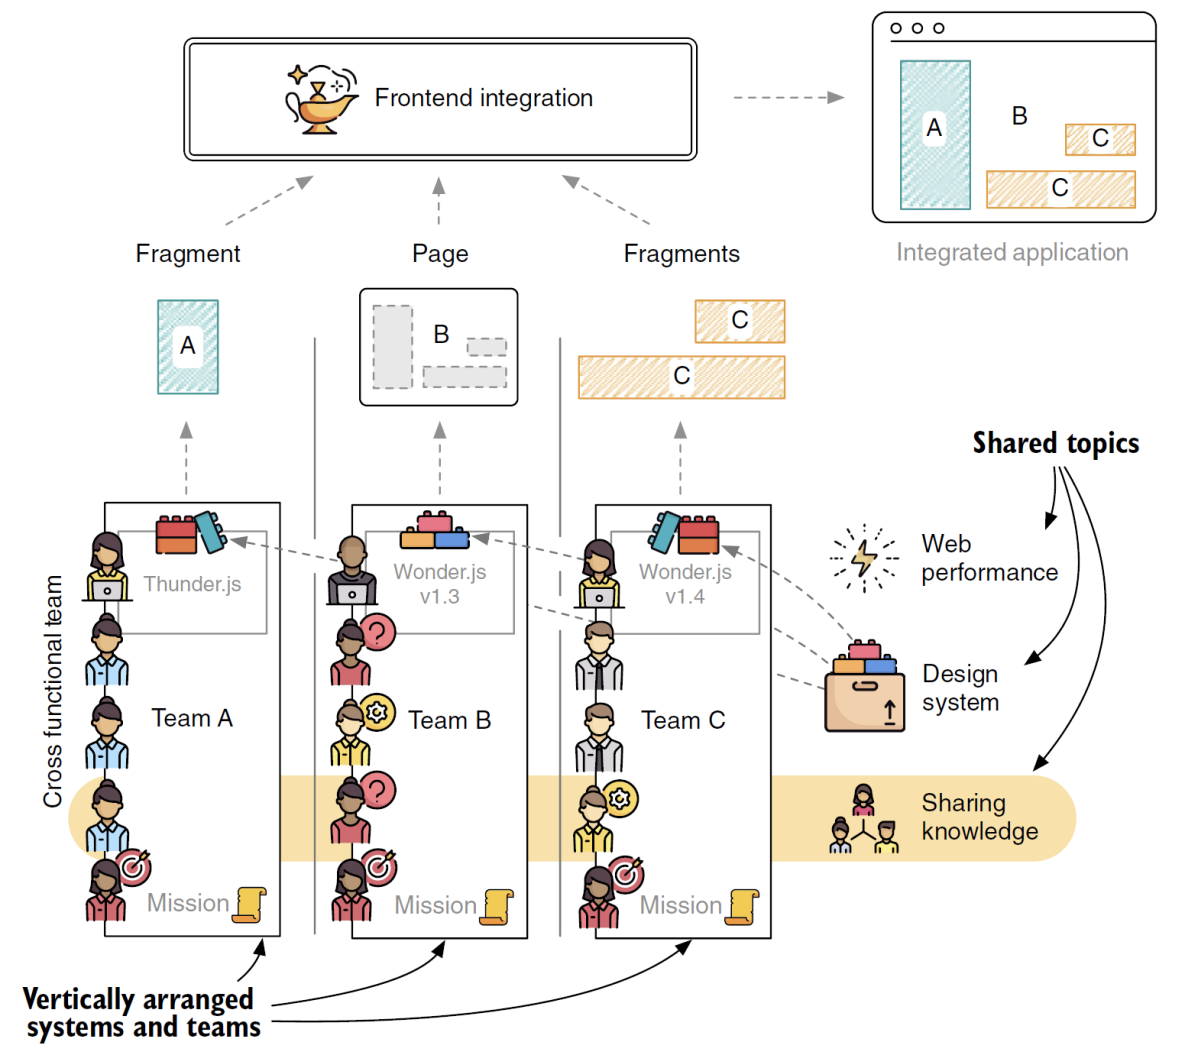 Frontend integration
A
B
C
C
Integrated application
Fragment
Page
Fragments
A
B
C
C
Shared topics
Thunder.js
Wonder.js
v1.3
Wonder.js
v1.4
Web
performance
Design
system
Cross functional team
?
Team A
Team B
Team C
?
Sharing
knowledge
Mission
Mission
Mission
Vertically arranged
systems and teams